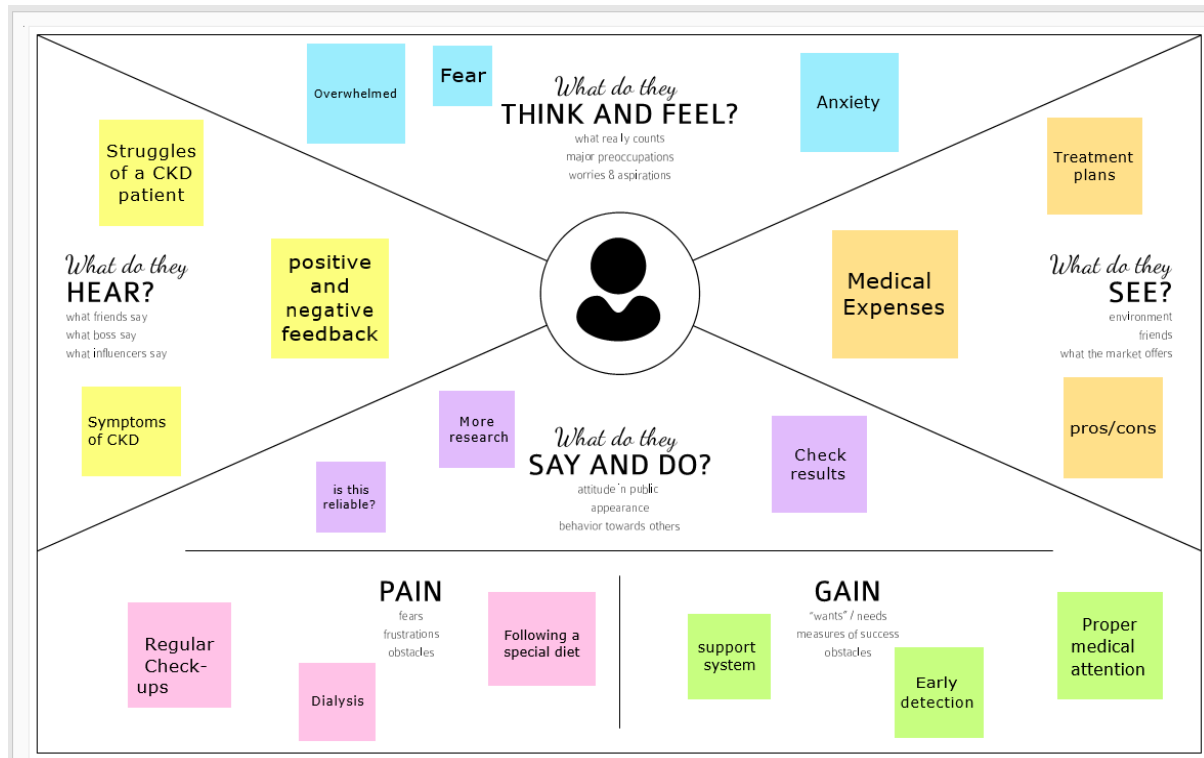 Overwhelmed
Fear
What do they
THINK AND FEEL?
what really counts
major preoccupations
worries & aspirations
Anxiety
Struggles
of a CKD
patient
What do they
HEAR?
what friends say
what boss say
what influencers say
positive
and
negative
feedback
Symptoms
of CKD
Treatment
plans
Medical
Expenses
What do they
SEE?
environment
friends
what the market offers
pros/cons
More
research
is this
reliable?
What do they
SAY AND DO?
attitude in public
appearance
behavior towards others
Check
results
PAIN
fears
frustrations
obstacles
Regular
Check-
ups
Dialysis
Following a
special diet
GAIN
"wants" / needs
measures of success
obstacles
support
system
Early
detection
Proper
medical
attention